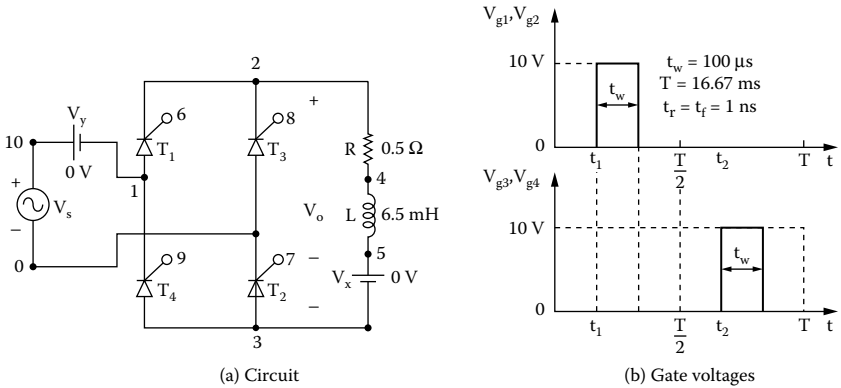 2
6
8
+
V_y
10
T_1
T_3
R
0.5 Ω
0 V
4
+
1
V_s
V_o
L
6.5 mH
−
0
9
7
−
5
V_x
0 V
T_4
T_2
−
3
(a) Circuit
V_g1,V_g2
10 V
t_w
t_w = 100 μs
T = 16.67 ms
t_r = t_f = 1 ns
0
t_1
T/2
t_2
T
t
V_g3,V_g4
10 V
t_w
0
t_1
T/2
t_2
T
t
(b) Gate voltages